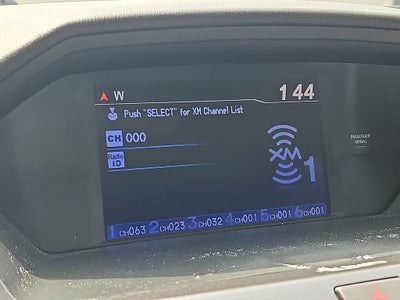 W 1 44
Push "SELECT" for XM Channel List
CH 000
Radio ID
XM 1
PASSENGER AIRBAG
1 CH063 2 CH023 3 CH032 4 CH001 5 CH001 6 CH001